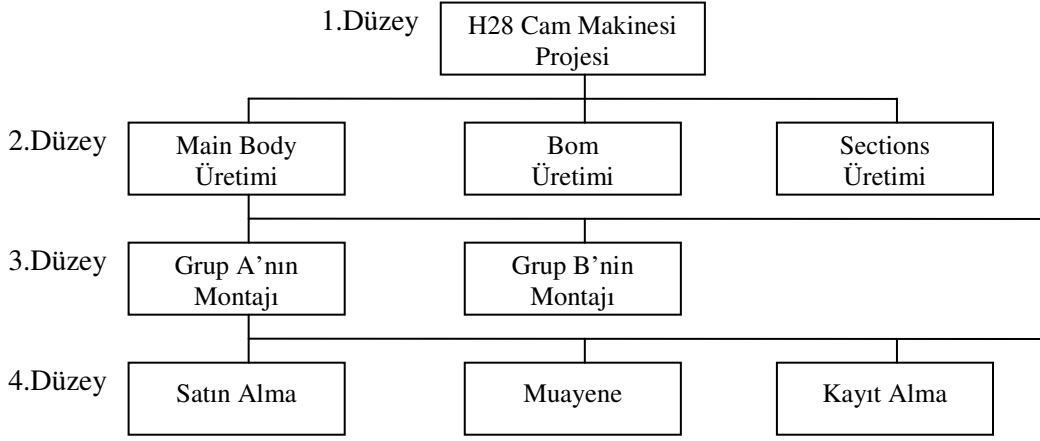 1.Düzey
H28 Cam Makinesi
Projesi
2.Düzey
Main Body
Üretimi
Bom
Üretimi
Sections
Üretimi
3.Düzey
Grup A’nın
Montajı
Grup B’nin
Montajı
4.Düzey
Satın Alma
Muayene
Kayıt Alma